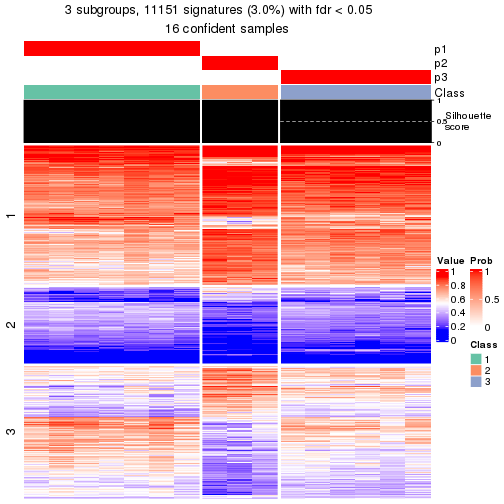 3 subgroups, 11151 signatures (3.0%) with fdr < 0.05
16 confident samples
p1
p2
p3
Class
1
0.5
0
Silhouette
score
1
2
3
Value
1
0.8
0.6
0.4
0.2
0
Prob
1
0.5
0
Class
1
2
3